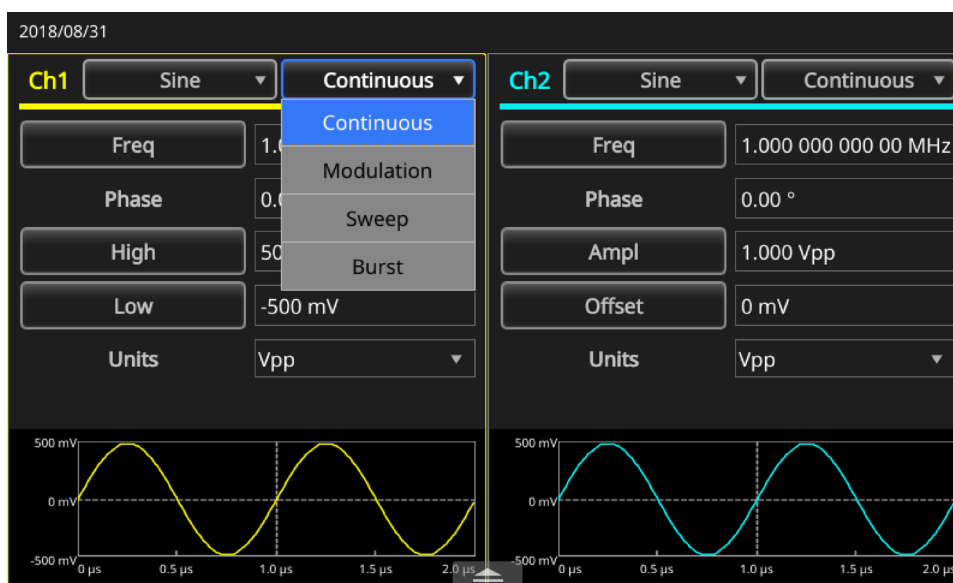 2018/08/31
Ch1 Sine Continuous
Continuous
Modulation
Sweep
Burst
Freq 1.
Phase 0.
High 50
Low -500 mV
Units Vpp
500 mV
0 mV
-500 mV
0 µs 0.5 µs 1.0 µs 1.5 µs 2.0 µs
Ch2 Sine Continuous
Freq 1.000 000 000 00 MHz
Phase 0.00 °
Ampl 1.000 Vpp
Offset 0 mV
Units Vpp
500 mV
0 mV
-500 mV
0 µs 0.5 µs 1.0 µs 1.5 µs 2.0 µs